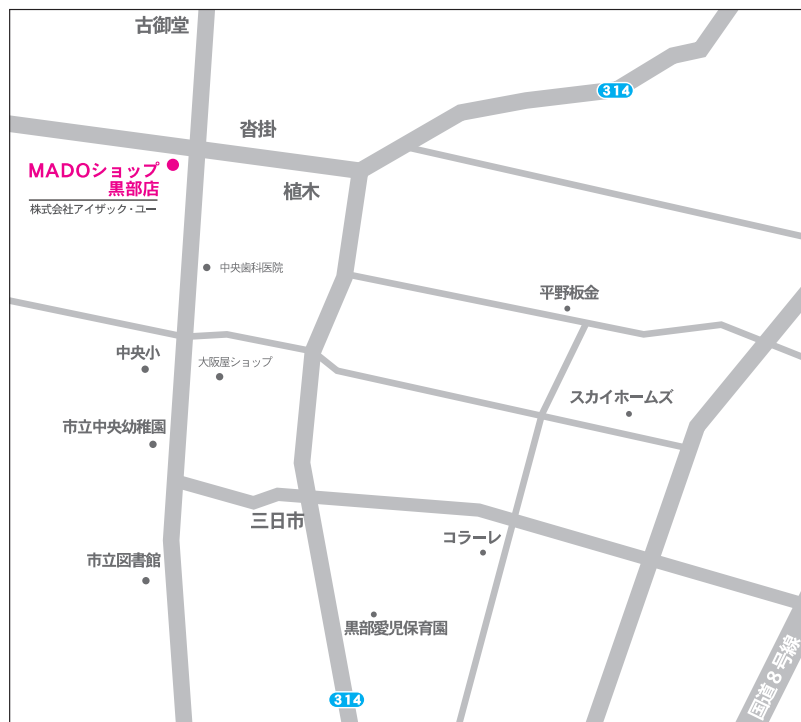 古御堂
314
沓掛
MADOショップ
黒部店
株式会社アイザック・ユー
植木
中央歯科医院
平野板金
中央小
大阪屋ショップ
スカイホームズ
市立中央幼稚園
三日市
コラーレ
市立図書館
黒部愛児保育園
国道8号線
314